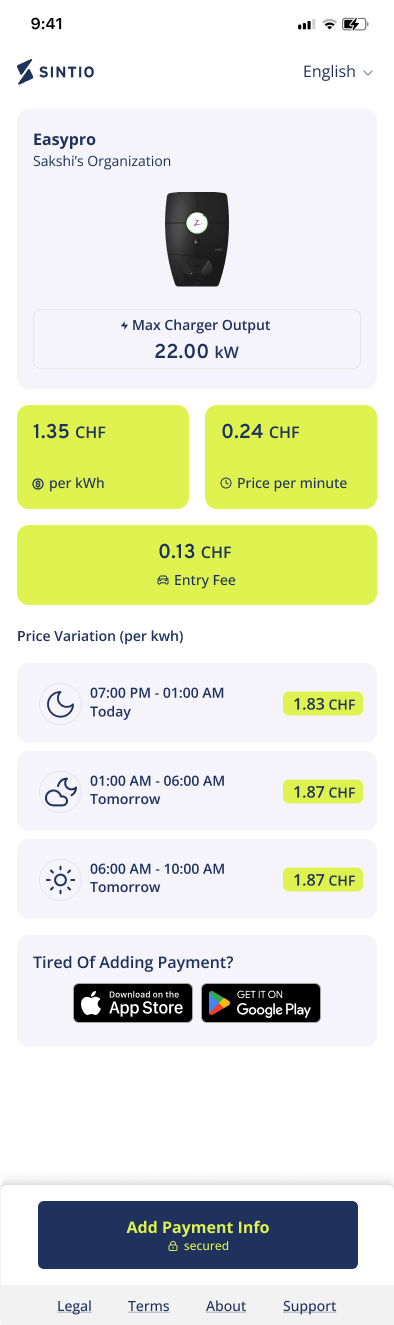 9:41
SINTIO
English
Easypro
Sakshi's Organization
Max Charger Output
22.00 kW
1.35 CHF
0.24 CHF
per kWh
Price per minute
0.13 CHF
Entry Fee
Price Variation (per kwh)
07:00 PM - 01:00 AM
Today
1.83 CHF
01:00 AM - 06:00 AM
Tomorrow
1.87 CHF
06:00 AM - 10:00 AM
Tomorrow
1.87 CHF
Tired Of Adding Payment?
Download on the
App Store
GET IT ON
Google Play
Add Payment Info
secured
Legal Terms About Support